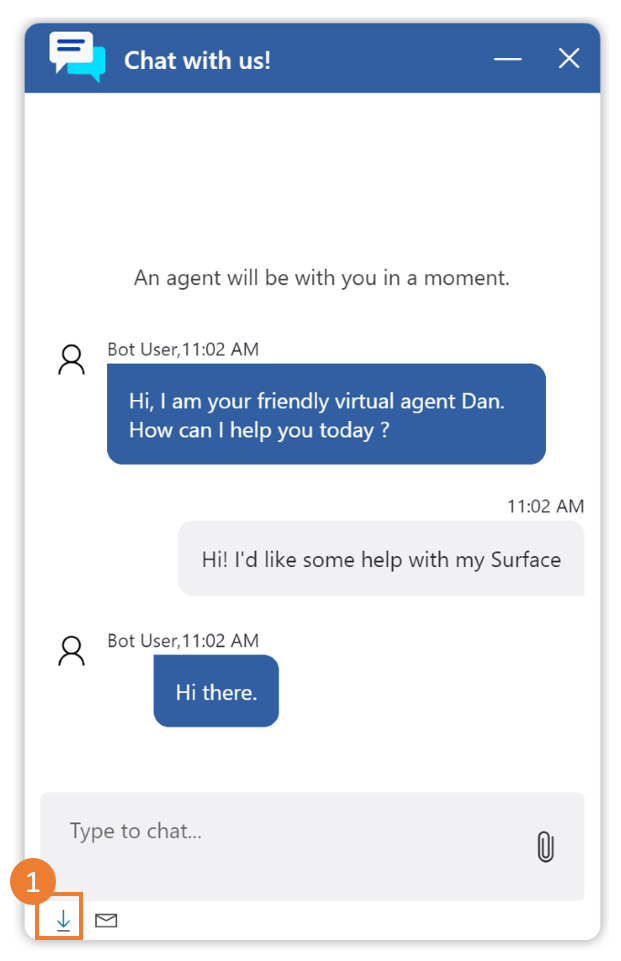 Chat with us!
An agent will be with you in a moment.
Bot User,11:02 AM
Hi, I am your friendly virtual agent Dan.
How can I help you today ?
11:02 AM
Hi! I'd like some help with my Surface
Bot User,11:02 AM
Hi there.
Type to chat...
1